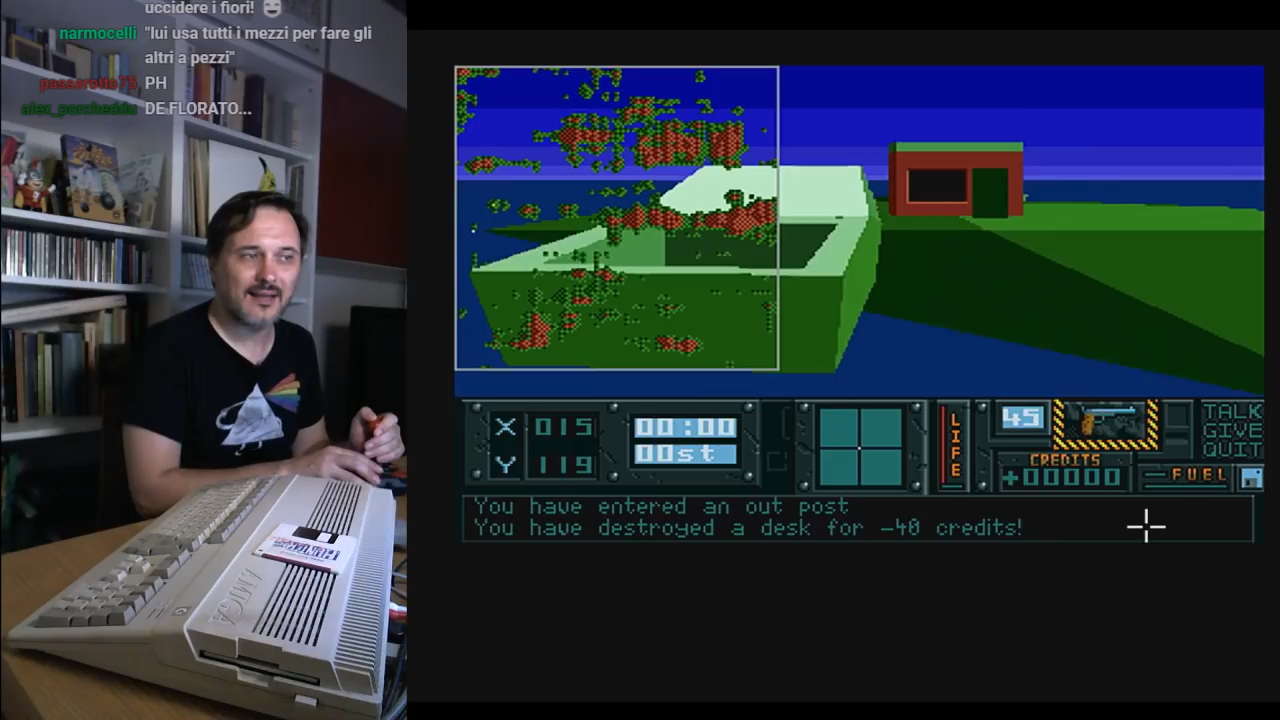 uccidere i fiori!
narmocelli "lui usa tutti i mezzi per fare gli
altri a pezzi"
passerotto75 PH
alex_porcheddu DE FLORATO...
X 015
Y 119
00:00
00st
LIFE
45
CREDITS
+00000
TALK
GIVE
QUIT
FUEL
You have entered an out post
You have destroyed a desk for -40 credits!
AMIGA